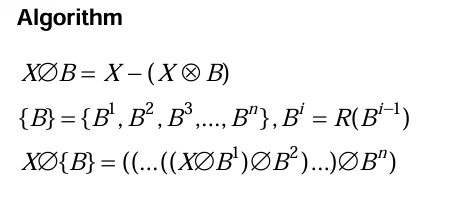 Algorithm
X∅B = X – ( X ⊗ B)
{B} = {B¹, B², B³,..., Bⁿ}, Bⁱ = R(Bⁱ⁻¹)
X∅{B} = ((...((X∅B¹)∅B²)...)∅Bⁿ)